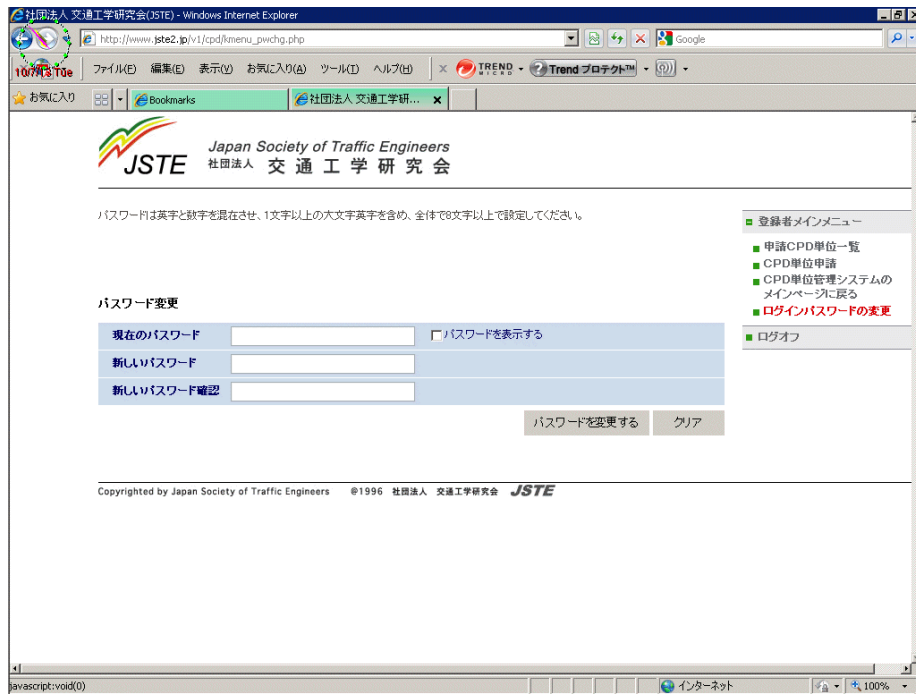 社団法人 交通工学研究会(JSTE) - Windows Internet Explorer
http://www.jste2.jp/v1/cpd/kmenu_pwchg.php
Google
10/7/13 Tue
ファイル(F) 編集(E) 表示(V) お気に入り(A) ツール(T) ヘルプ(H)
TREND MICRO
Trend プロテクト™
お気に入り
Bookmarks
社団法人 交通工学研...
JSTE
Japan Society of Traffic Engineers
社団法人 交通工学研究会
パスワードは英字と数字を混在させ、1文字以上の大文字英字を含め、全体で8文字以上で設定してください。
パスワード変更
現在のパスワード
パスワードを表示する
新しいパスワード
新しいパスワード確認
パスワードを変更する クリア
登録者メインメニュー
申請CPD単位一覧
CPD単位申請
CPD単位管理システムの
メインページに戻る
ログインパスワードの変更
ログオフ
Copyrighted by Japan Society of Traffic Engineers @1996 社団法人 交通工学研究会 JSTE
javascript:void(0)
インターネット
100%